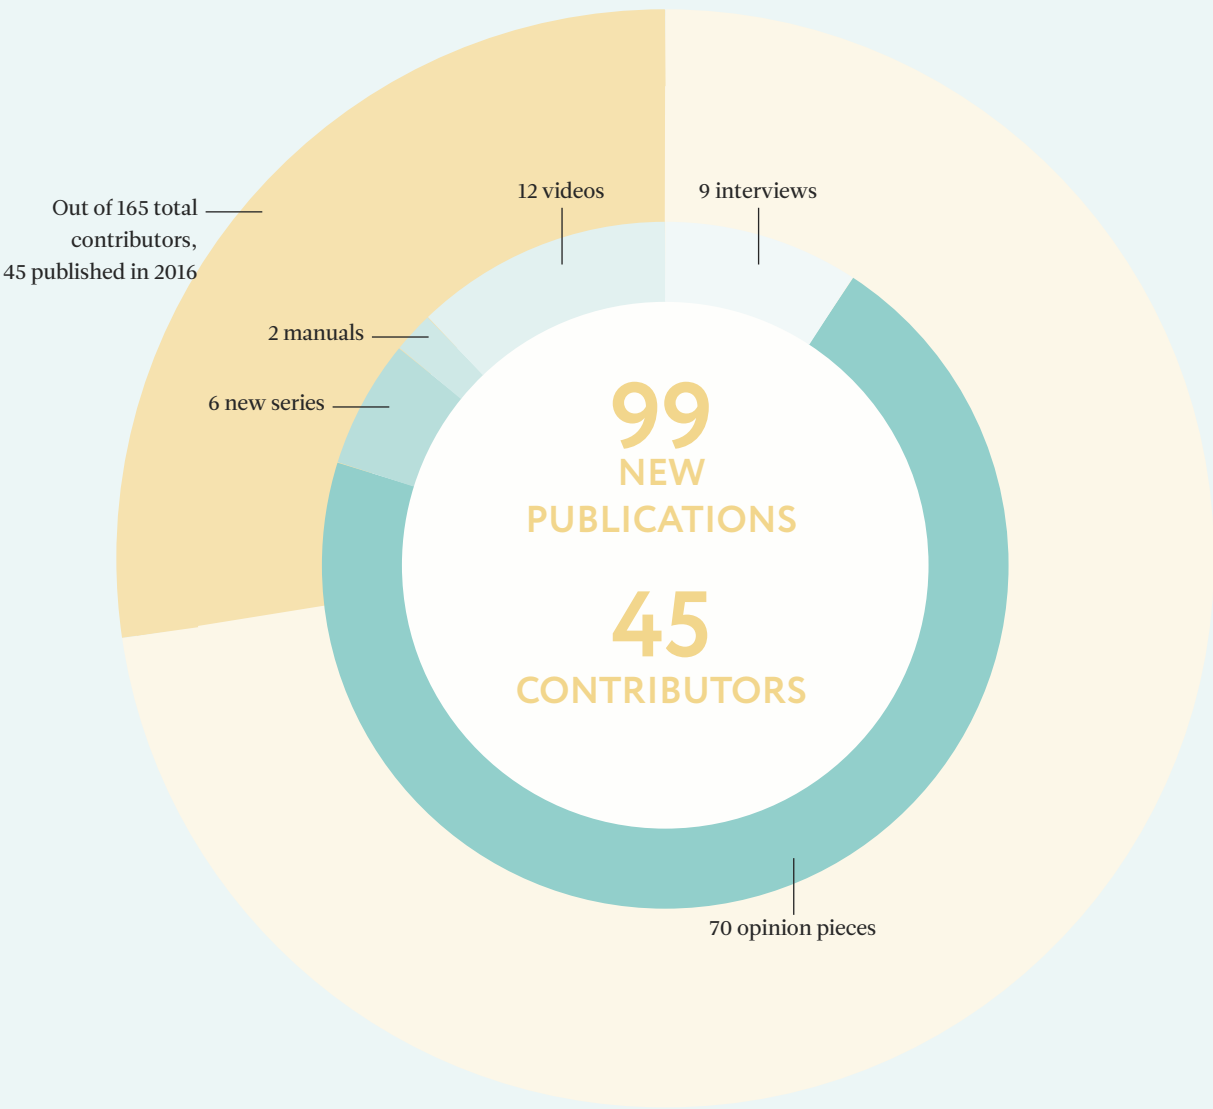 12 videos
9 interviews
Out of 165 total
contributors,
45 published in 2016
2 manuals
6 new series
99
NEW
PUBLICATIONS
45
CONTRIBUTORS
70 opinion pieces